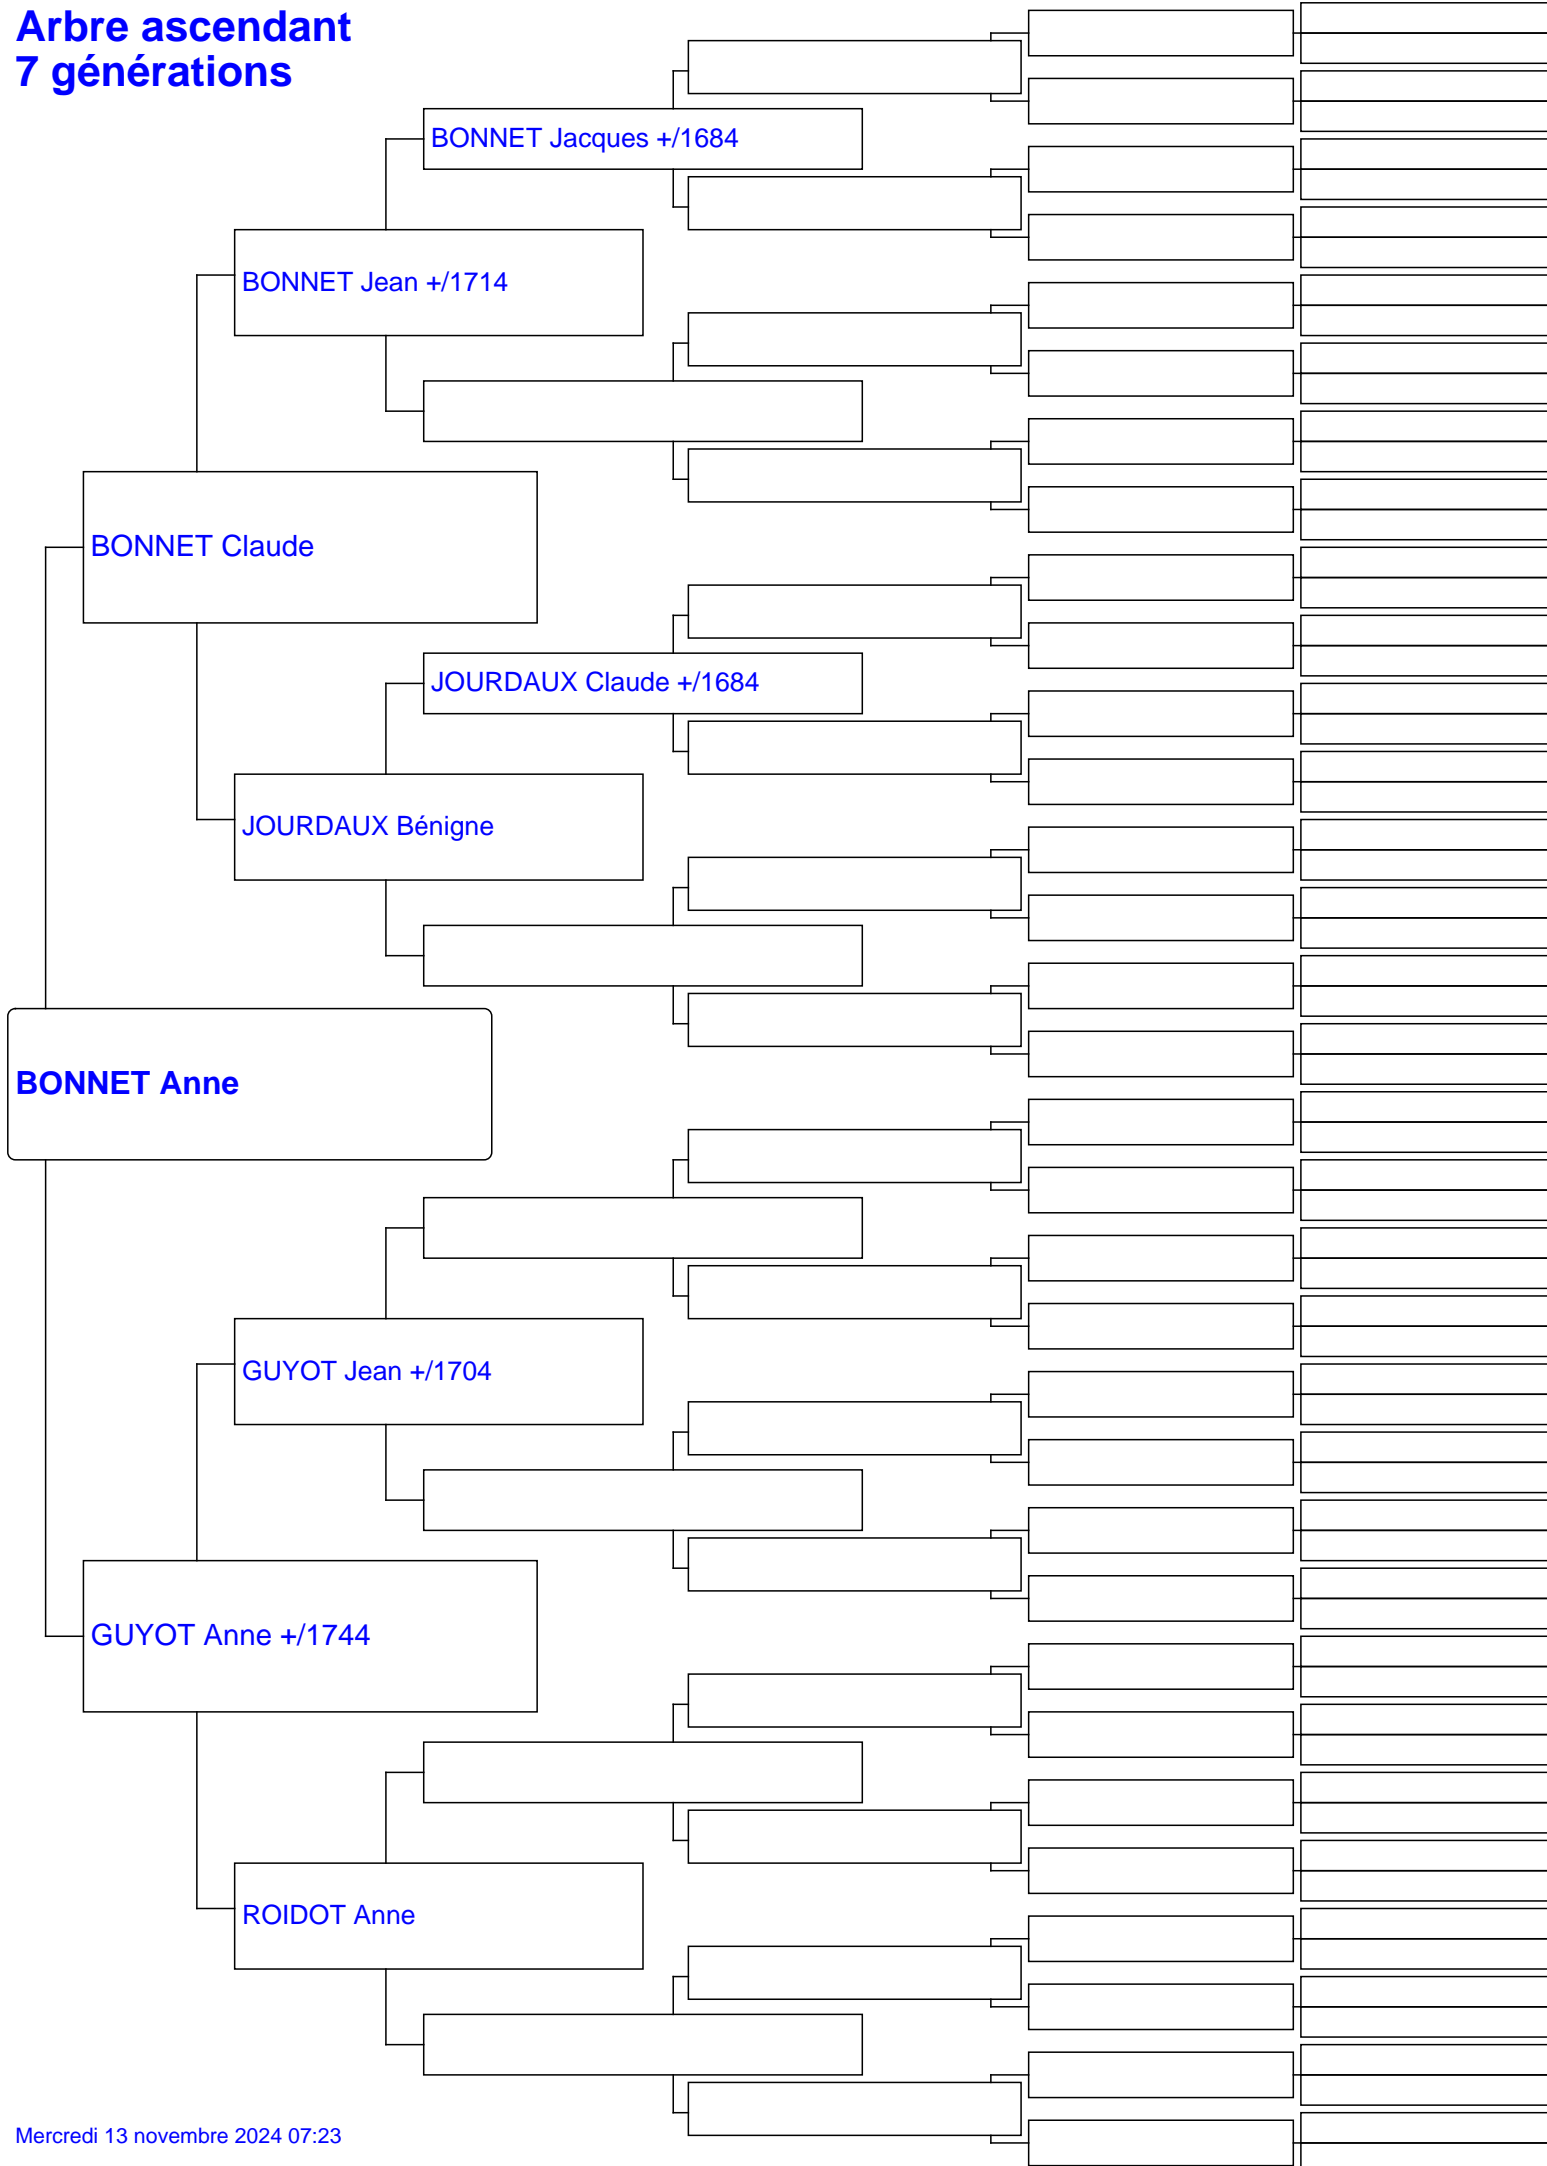 Arbre ascendant
7 générations
BONNET Jacques +/1684
BONNET Jean +/1714
BONNET Claude
JOURDAUX Claude +/1684
JOURDAUX Bénigne
BONNET Anne
GUYOT Jean +/1704
GUYOT Anne +/1744
ROIDOT Anne
Mercredi 13 novembre 2024 07:23